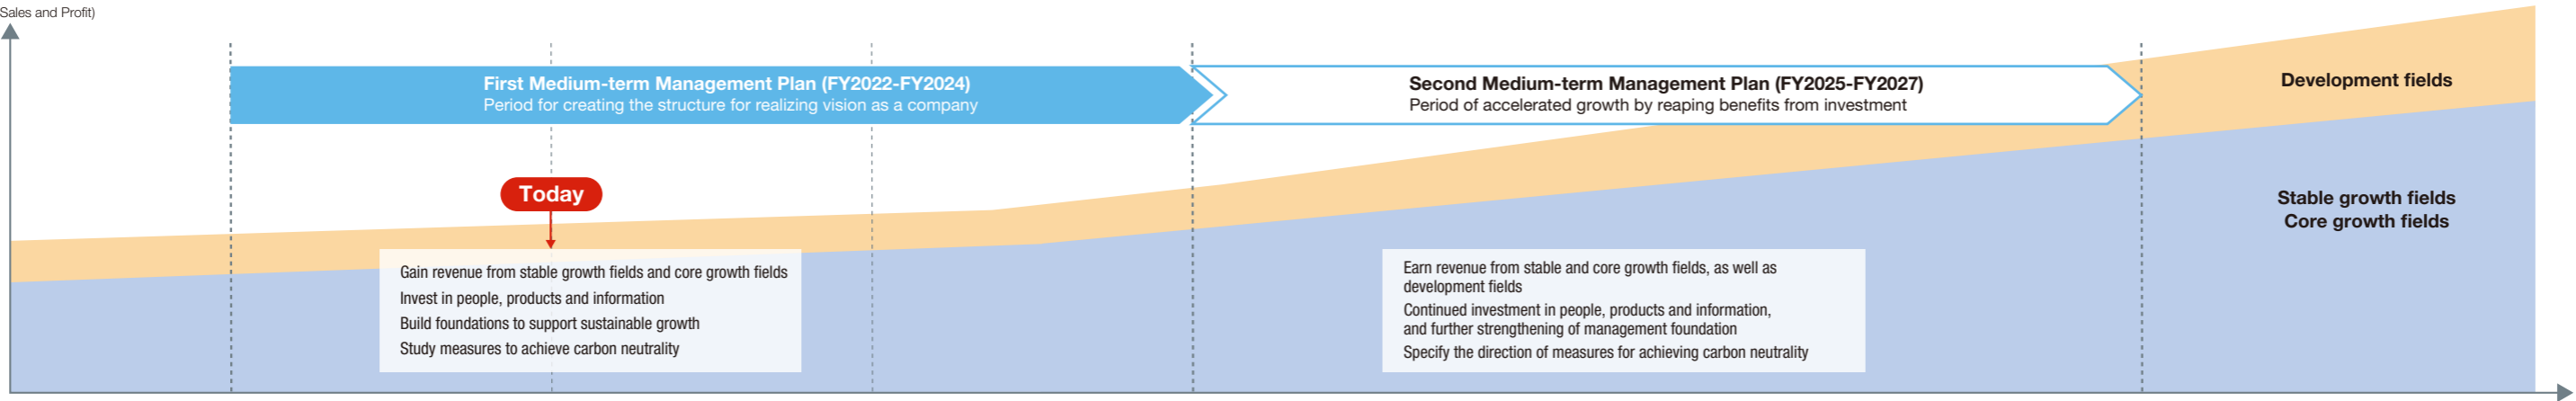 Sales and Profit)
First Medium-term Management Plan (FY2022-FY2024)
Period for creating the structure for realizing vision as a company
Second Medium-term Management Plan (FY2025-FY2027)
Period of accelerated growth by reaping benefits from investment
Development fields
Today
Stable growth fields
Core growth fields
Gain revenue from stable growth fields and core growth fields
Invest in people, products and information
Build foundations to support sustainable growth
Study measures to achieve carbon neutrality
Earn revenue from stable and core growth fields, as well as
development fields
Continued investment in people, products and information,
and further strengthening of management foundation
Specify the direction of measures for achieving carbon neutrality